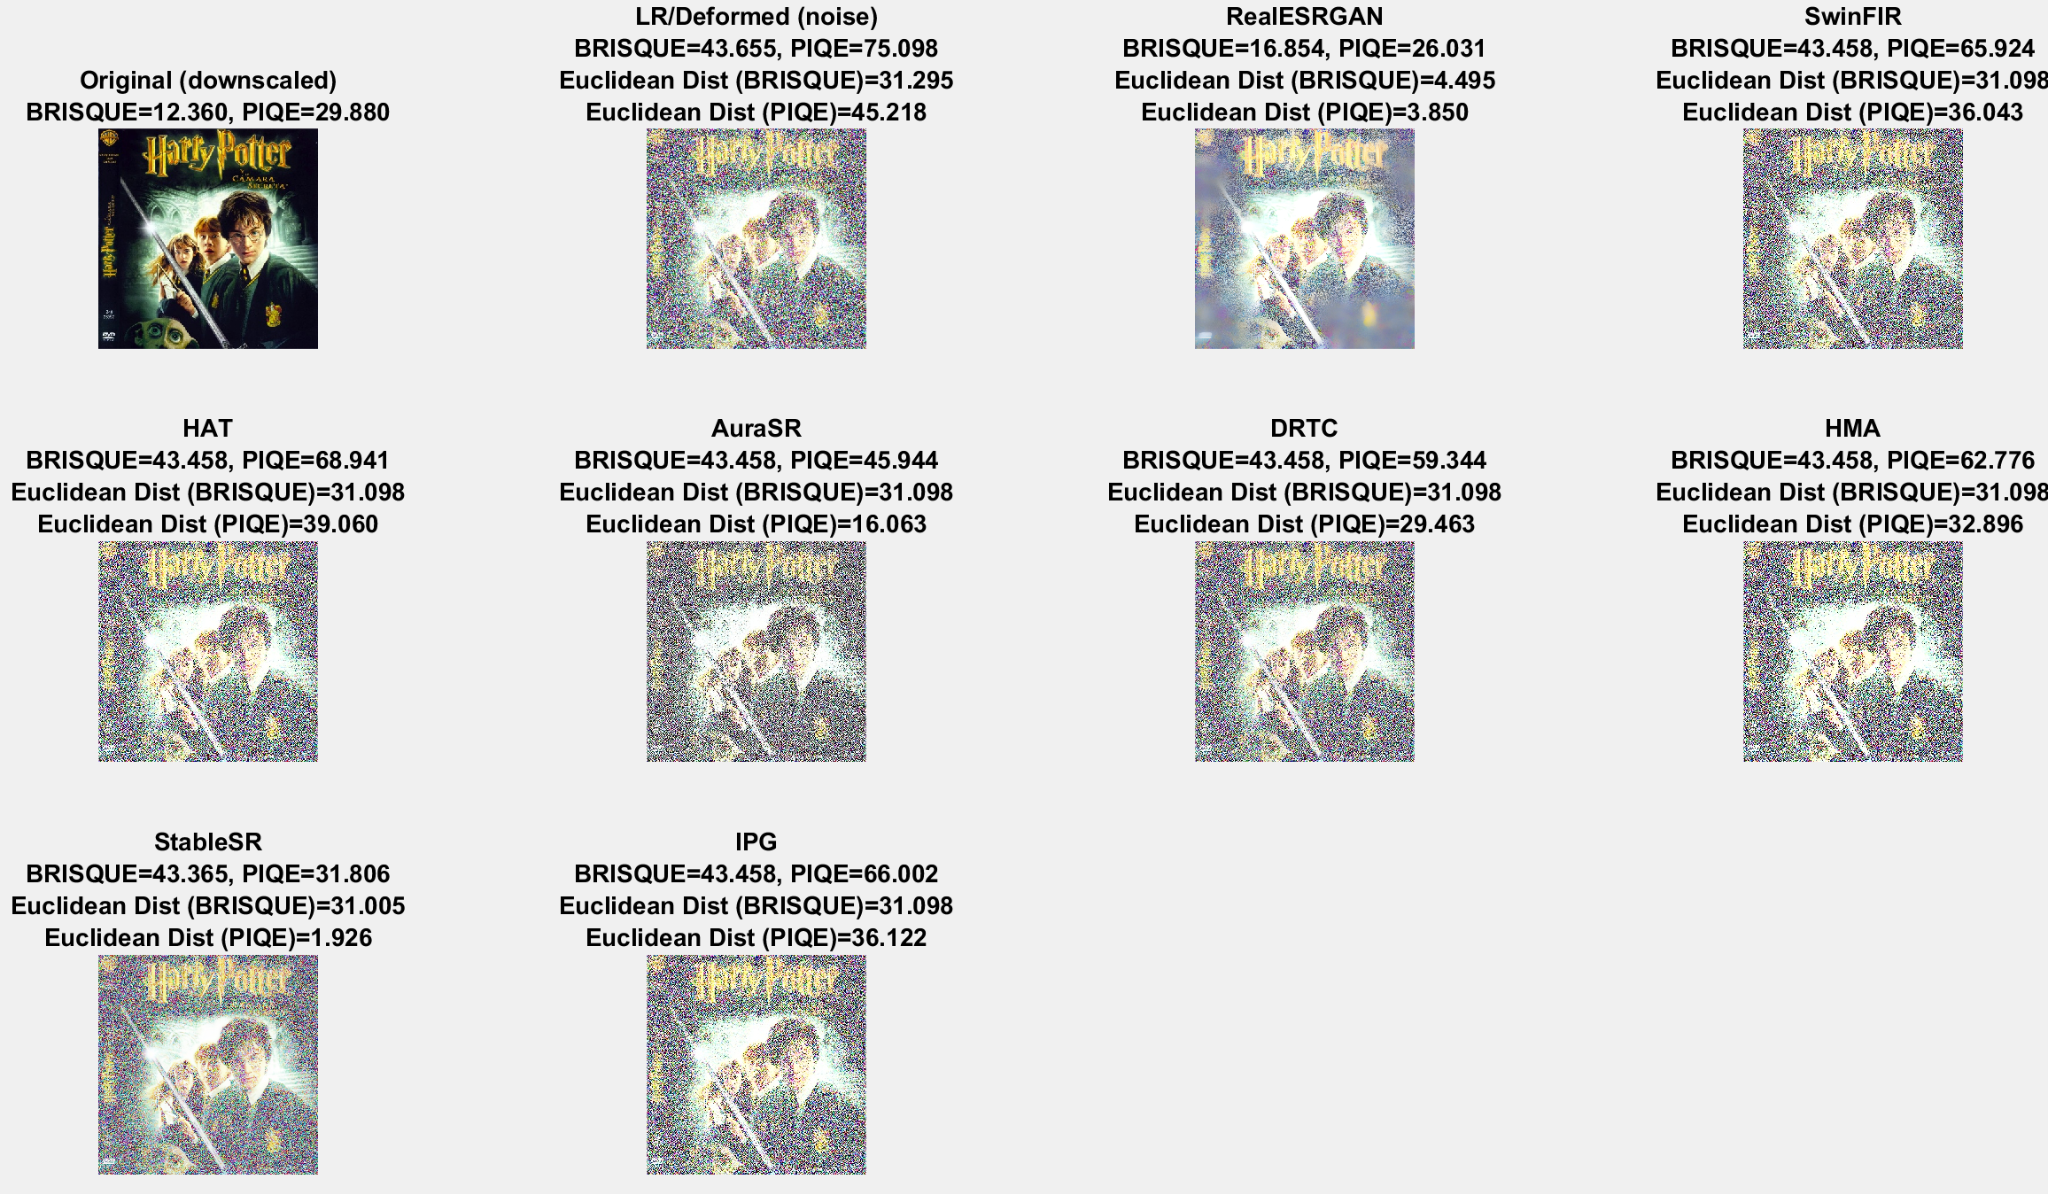 Original (downscaled)
BRISQUE=12.360, PIQE=29.880
Harry Potter
Y LA
CÁMARA
SECRETA
Harry Potter
DVD
LR/Deformed (noise)
BRISQUE=43.655, PIQE=75.098
Euclidean Dist (BRISQUE)=31.295
Euclidean Dist (PIQE)=45.218
Harry Potter
RealESRGAN
BRISQUE=16.854, PIQE=26.031
Euclidean Dist (BRISQUE)=4.495
Euclidean Dist (PIQE)=3.850
Harry Potter
SwinFIR
BRISQUE=43.458, PIQE=65.924
Euclidean Dist (BRISQUE)=31.098
Euclidean Dist (PIQE)=36.043
Harry Potter
HAT
BRISQUE=43.458, PIQE=68.941
Euclidean Dist (BRISQUE)=31.098
Euclidean Dist (PIQE)=39.060
Harry Potter
AuraSR
BRISQUE=43.458, PIQE=45.944
Euclidean Dist (BRISQUE)=31.098
Euclidean Dist (PIQE)=16.063
Harry Potter
DRTC
BRISQUE=43.458, PIQE=59.344
Euclidean Dist (BRISQUE)=31.098
Euclidean Dist (PIQE)=29.463
Harry Potter
HMA
BRISQUE=43.458, PIQE=62.776
Euclidean Dist (BRISQUE)=31.098
Euclidean Dist (PIQE)=32.896
Harry Potter
StableSR
BRISQUE=43.365, PIQE=31.806
Euclidean Dist (BRISQUE)=31.005
Euclidean Dist (PIQE)=1.926
Harry Potter
IPG
BRISQUE=43.458, PIQE=66.002
Euclidean Dist (BRISQUE)=31.098
Euclidean Dist (PIQE)=36.122
Harry Potter